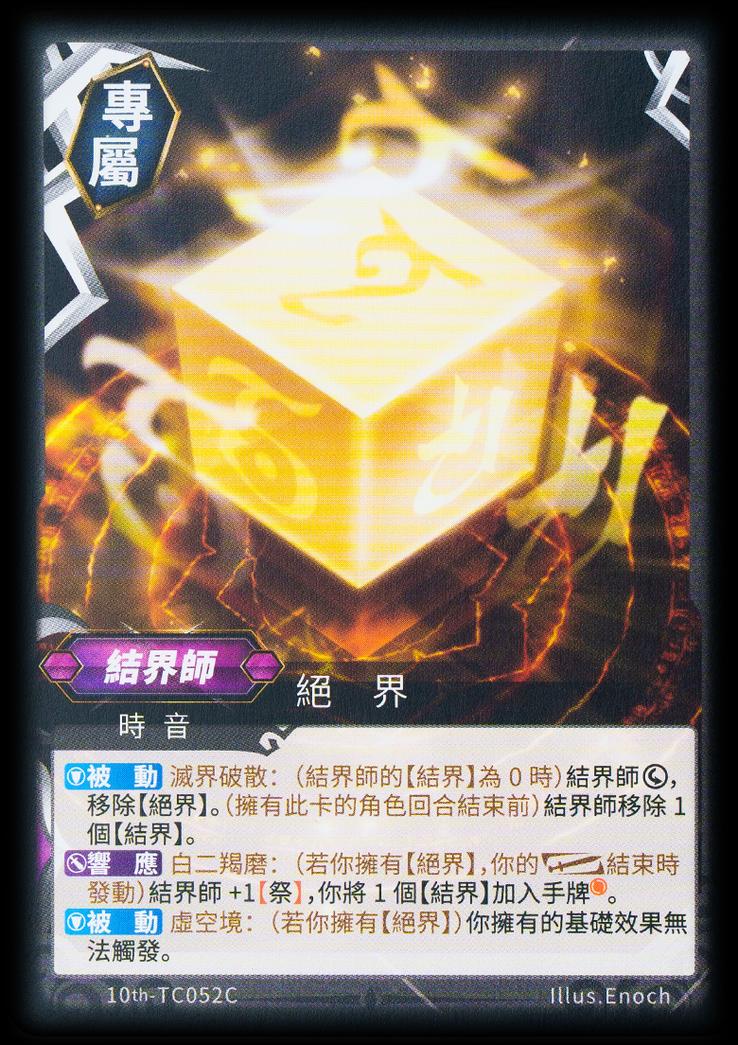 專屬
結界師
絕界
時音
被動 滅界破散：（結界師的【結界】為 0 時）結界師，
移除【絕界】。（擁有此卡的角色回合結束前）結界師移除 1
個【結界】。
響應 白二羯磨：（若你擁有【絕界】，你的結束時
發動）結界師 +1【祭】，你將 1 個【結界】加入手牌。
被動 虛空境：（若你擁有【絕界】）你擁有的基礎效果無
法觸發。
10th-TC052C
Illus.Enoch